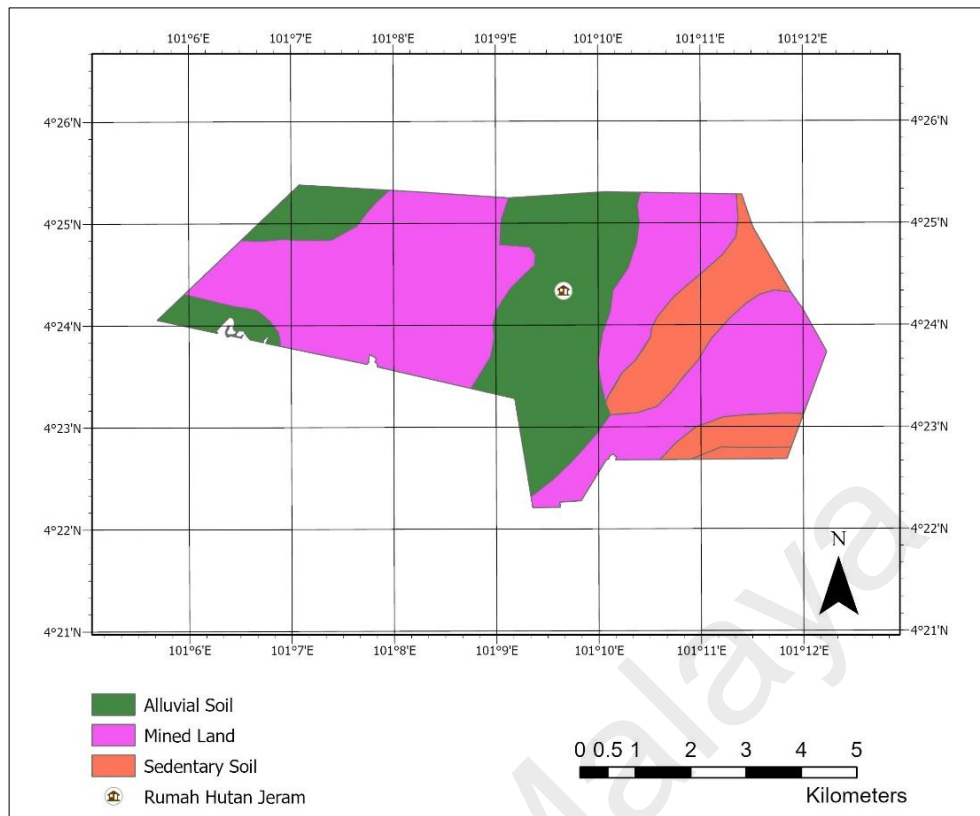 101°6'E 101°7'E 101°8'E 101°9'E 101°10'E 101°11'E 101°12'E
4°26'N 4°26'N
4°25'N 4°25'N
4°24'N 4°24'N
4°23'N 4°23'N
4°22'N 4°22'N
N
4°21'N 4°21'N
101°6'E 101°7'E 101°8'E 101°9'E 101°10'E 101°11'E 101°12'E
Alluvial Soil
Mined Land
Sedentary Soil
Rumah Hutan Jeram
0 0.5 1 2 3 4 5
Kilometers
Malaya